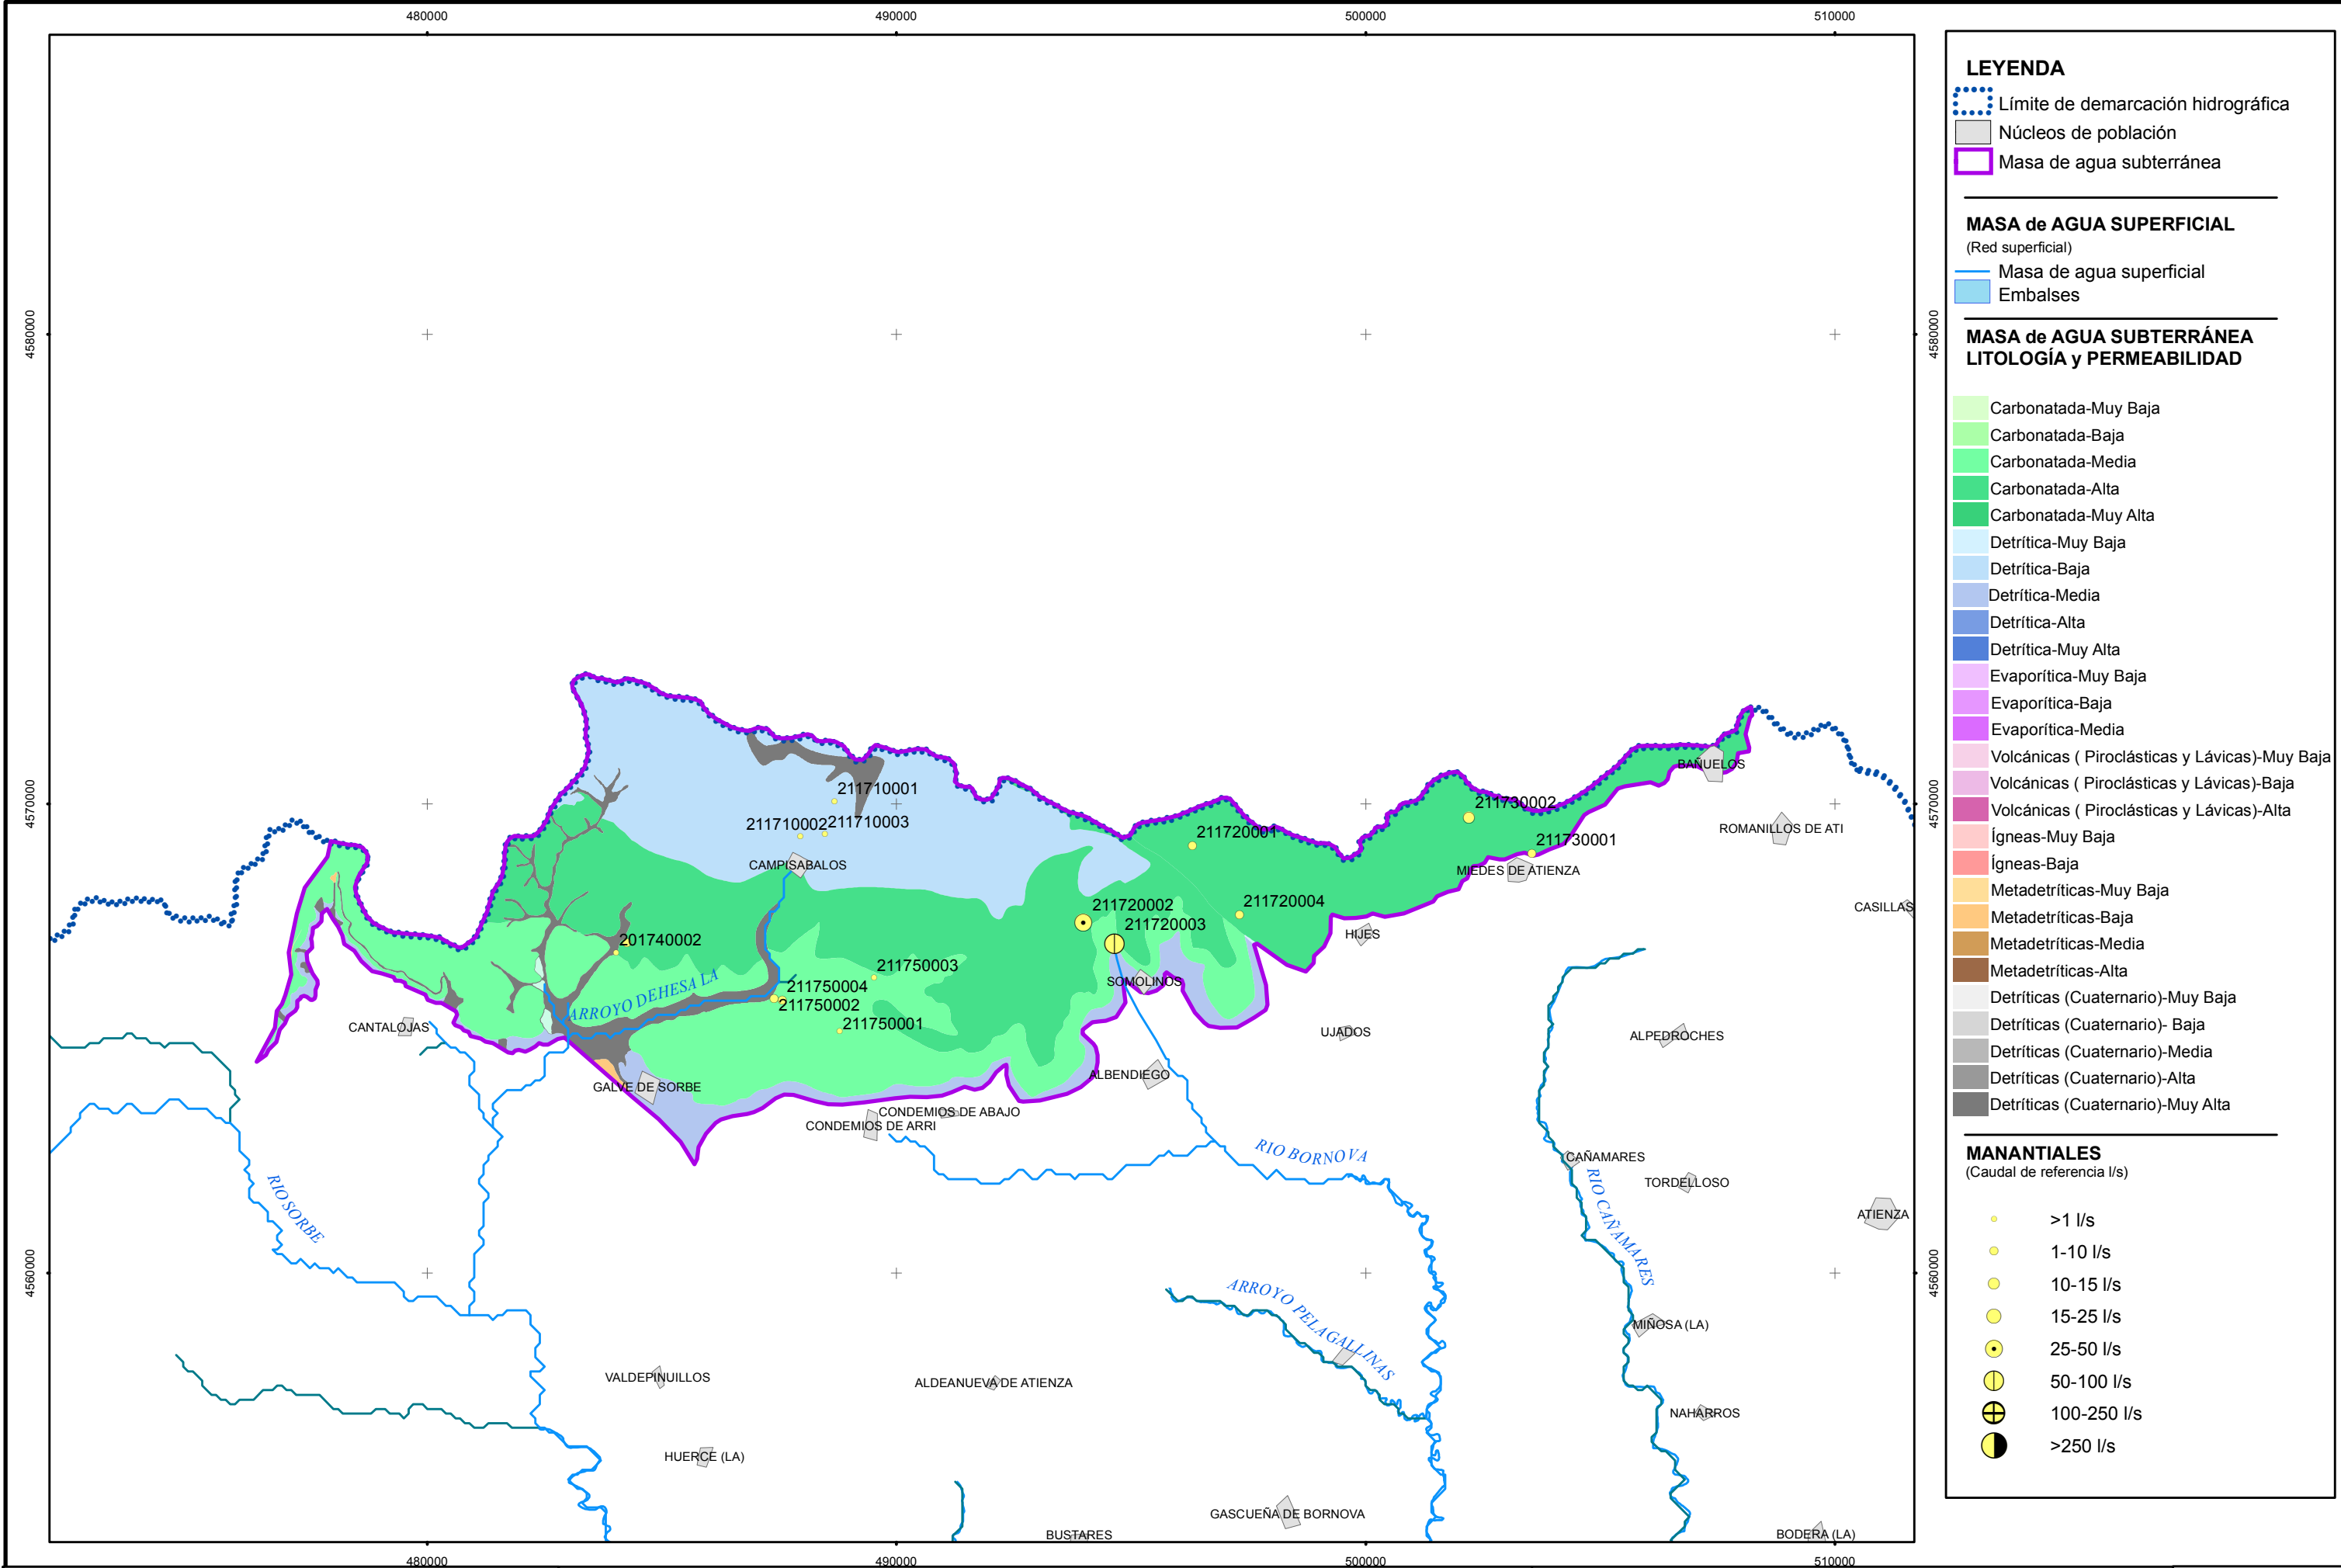 480000
490000
500000
510000
4580000
4580000
4570000
4570000
4560000
4560000
211710001
211710002
211710003
CAMPISABALOS
211730002
BAÑUELOS
ROMANILLOS DE ATI
211720001
211730001
MIEDES DE ATIENZA
CASILLAS
211720002
211720004
211720003
HIJES
201740002
211750003
SOMOLINOS
ARROYO DEHESA LA
211750004
211750002
CANTALOJAS
211750001
UJADOS
ALPEDROCHES
GALVE DE SORBE
ALBENDIEGO
CONDEMIOS DE ABAJO
CONDEMIOS DE ARRI
RIO BORNOVA
CAÑAMARES
TORDELLOSO
RIO SORBE
RIO CAÑAMARES
ATIENZA
ARROYO PELAGALLINAS
MIÑOSA (LA)
VALDEPINUILLOS
ALDEANUEVA DE ATIENZA
NAHARROS
HUERCE (LA)
GASCUEÑA DE BORNOVA
BUSTARES
BODERA (LA)
480000
490000
500000
510000
LEYENDA
Límite de demarcación hidrográfica
Núcleos de población
Masa de agua subterránea
MASA de AGUA SUPERFICIAL
(Red superficial)
Masa de agua superficial
Embalses
MASA de AGUA SUBTERRÁNEA
LITOLOGÍA y PERMEABILIDAD
Carbonatada-Muy Baja
Carbonatada-Baja
Carbonatada-Media
Carbonatada-Alta
Carbonatada-Muy Alta
Detrítica-Muy Baja
Detrítica-Baja
Detrítica-Media
Detrítica-Alta
Detrítica-Muy Alta
Evaporítica-Muy Baja
Evaporítica-Baja
Evaporítica-Media
Volcánicas ( Piroclásticas y Lávicas)-Muy Baja
Volcánicas ( Piroclásticas y Lávicas)-Baja
Volcánicas ( Piroclásticas y Lávicas)-Alta
Ígneas-Muy Baja
Ígneas-Baja
Metadetríticas-Muy Baja
Metadetríticas-Baja
Metadetríticas-Media
Metadetríticas-Alta
Detríticas (Cuaternario)-Muy Baja
Detríticas (Cuaternario)- Baja
Detríticas (Cuaternario)-Media
Detríticas (Cuaternario)-Alta
Detríticas (Cuaternario)-Muy Alta
MANANTIALES
(Caudal de referencia l/s)
>1 l/s
1-10 l/s
10-15 l/s
15-25 l/s
25-50 l/s
50-100 l/s
100-250 l/s
>250 l/s